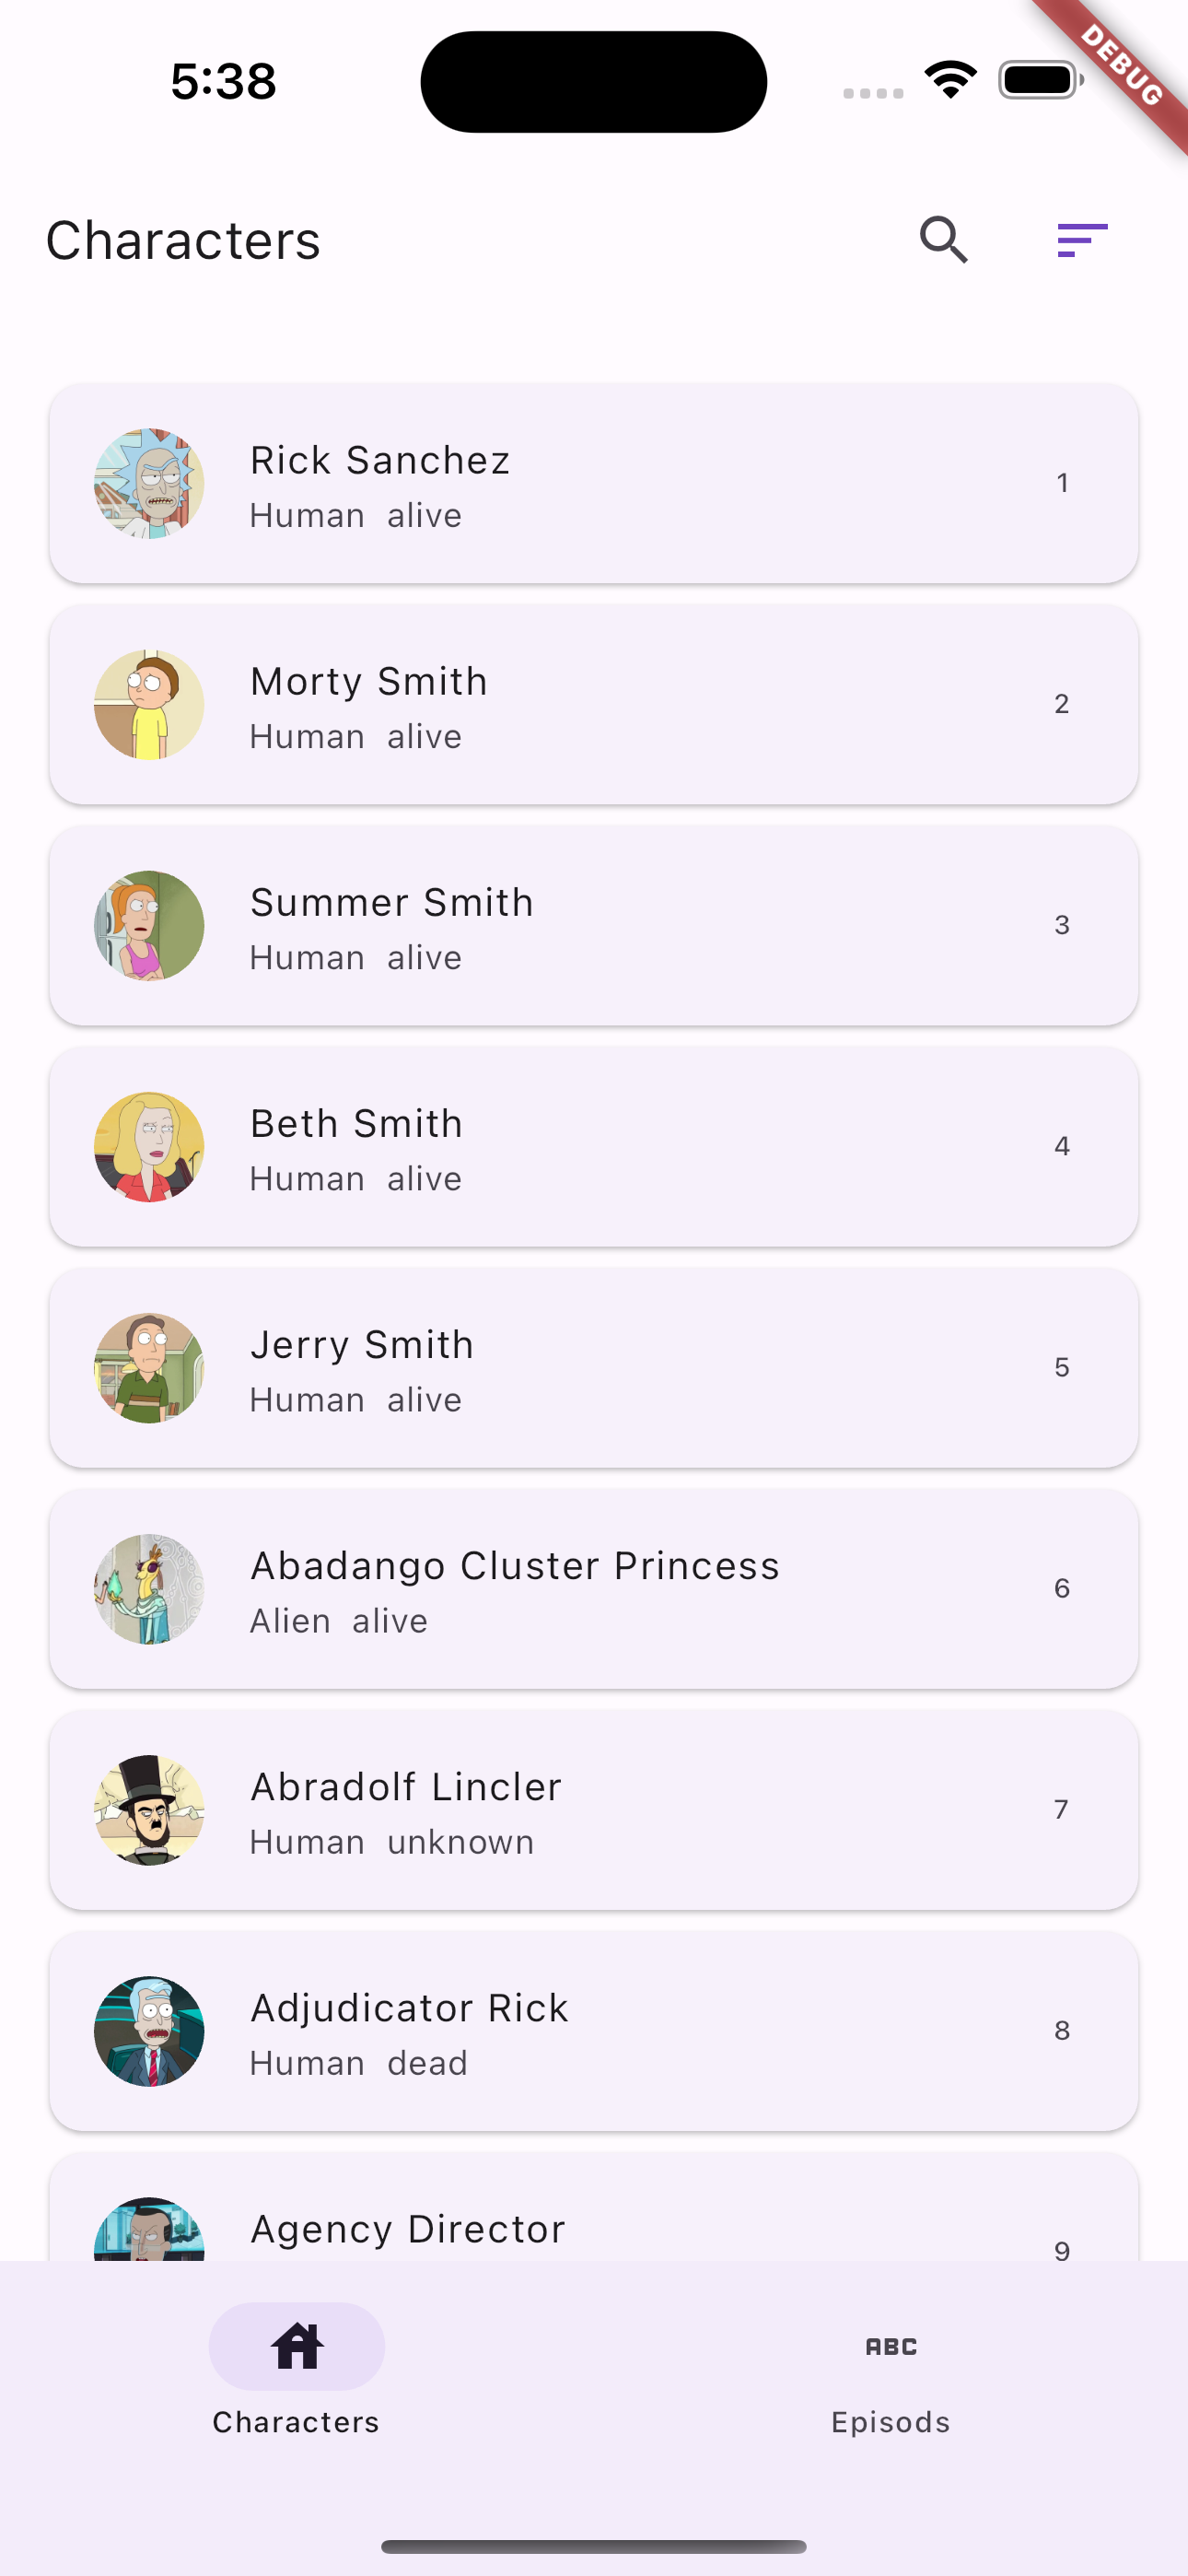 5:38
DEBUG
Characters
Rick Sanchez
Human alive
1
Morty Smith
Human alive
2
Summer Smith
Human alive
3
Beth Smith
Human alive
4
Jerry Smith
Human alive
5
Abadango Cluster Princess
Alien alive
6
Abradolf Lincler
Human unknown
7
Adjudicator Rick
Human dead
8
Agency Director
9
ABC
Characters
Episods